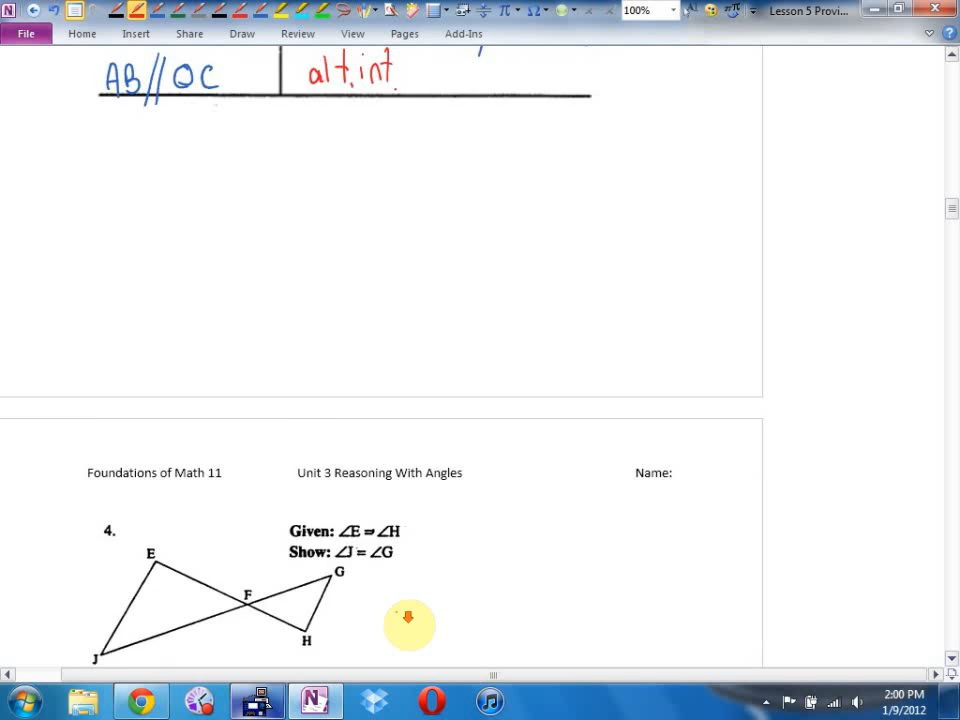 100%
Lesson 5 Provi...
File Home Insert Share Draw Review View Pages Add-Ins
AB//OC
alt.int.
Foundations of Math 11 Unit 3 Reasoning With Angles Name:
4.
Given: ∠E = ∠H
Show: ∠J = ∠G
E
G
F
H
J
2:00 PM
1/9/2012